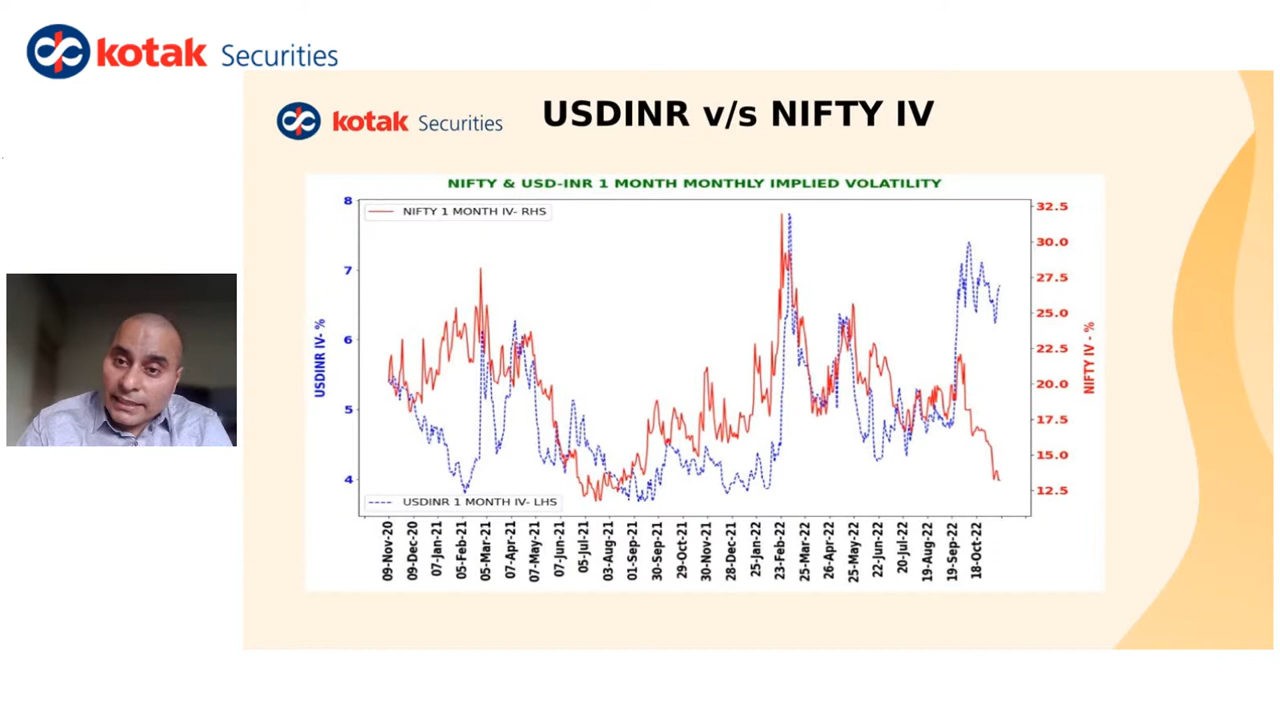 kotak Securities
kotak Securities
USDINR v/s NIFTY IV
NIFTY & USD-INR 1 MONTH MONTHLY IMPLIED VOLATILITY
NIFTY 1 MONTH IV- RHS
USDINR 1 MONTH IV- LHS
USDINR IV- %
8
7
6
5
4
NIFTY IV - %
32.5
30.0
27.5
25.0
22.5
20.0
17.5
15.0
12.5
09-Nov-20
09-Dec-20
07-Jan-21
05-Feb-21
05-Mar-21
07-Apr-21
07-May-21
07-Jun-21
05-Jul-21
03-Aug-21
01-Sep-21
30-Sep-21
29-Oct-21
30-Nov-21
28-Dec-21
25-Jan-22
23-Feb-22
25-Mar-22
26-Apr-22
25-May-22
22-Jun-22
20-Jul-22
19-Aug-22
19-Sep-22
18-Oct-22